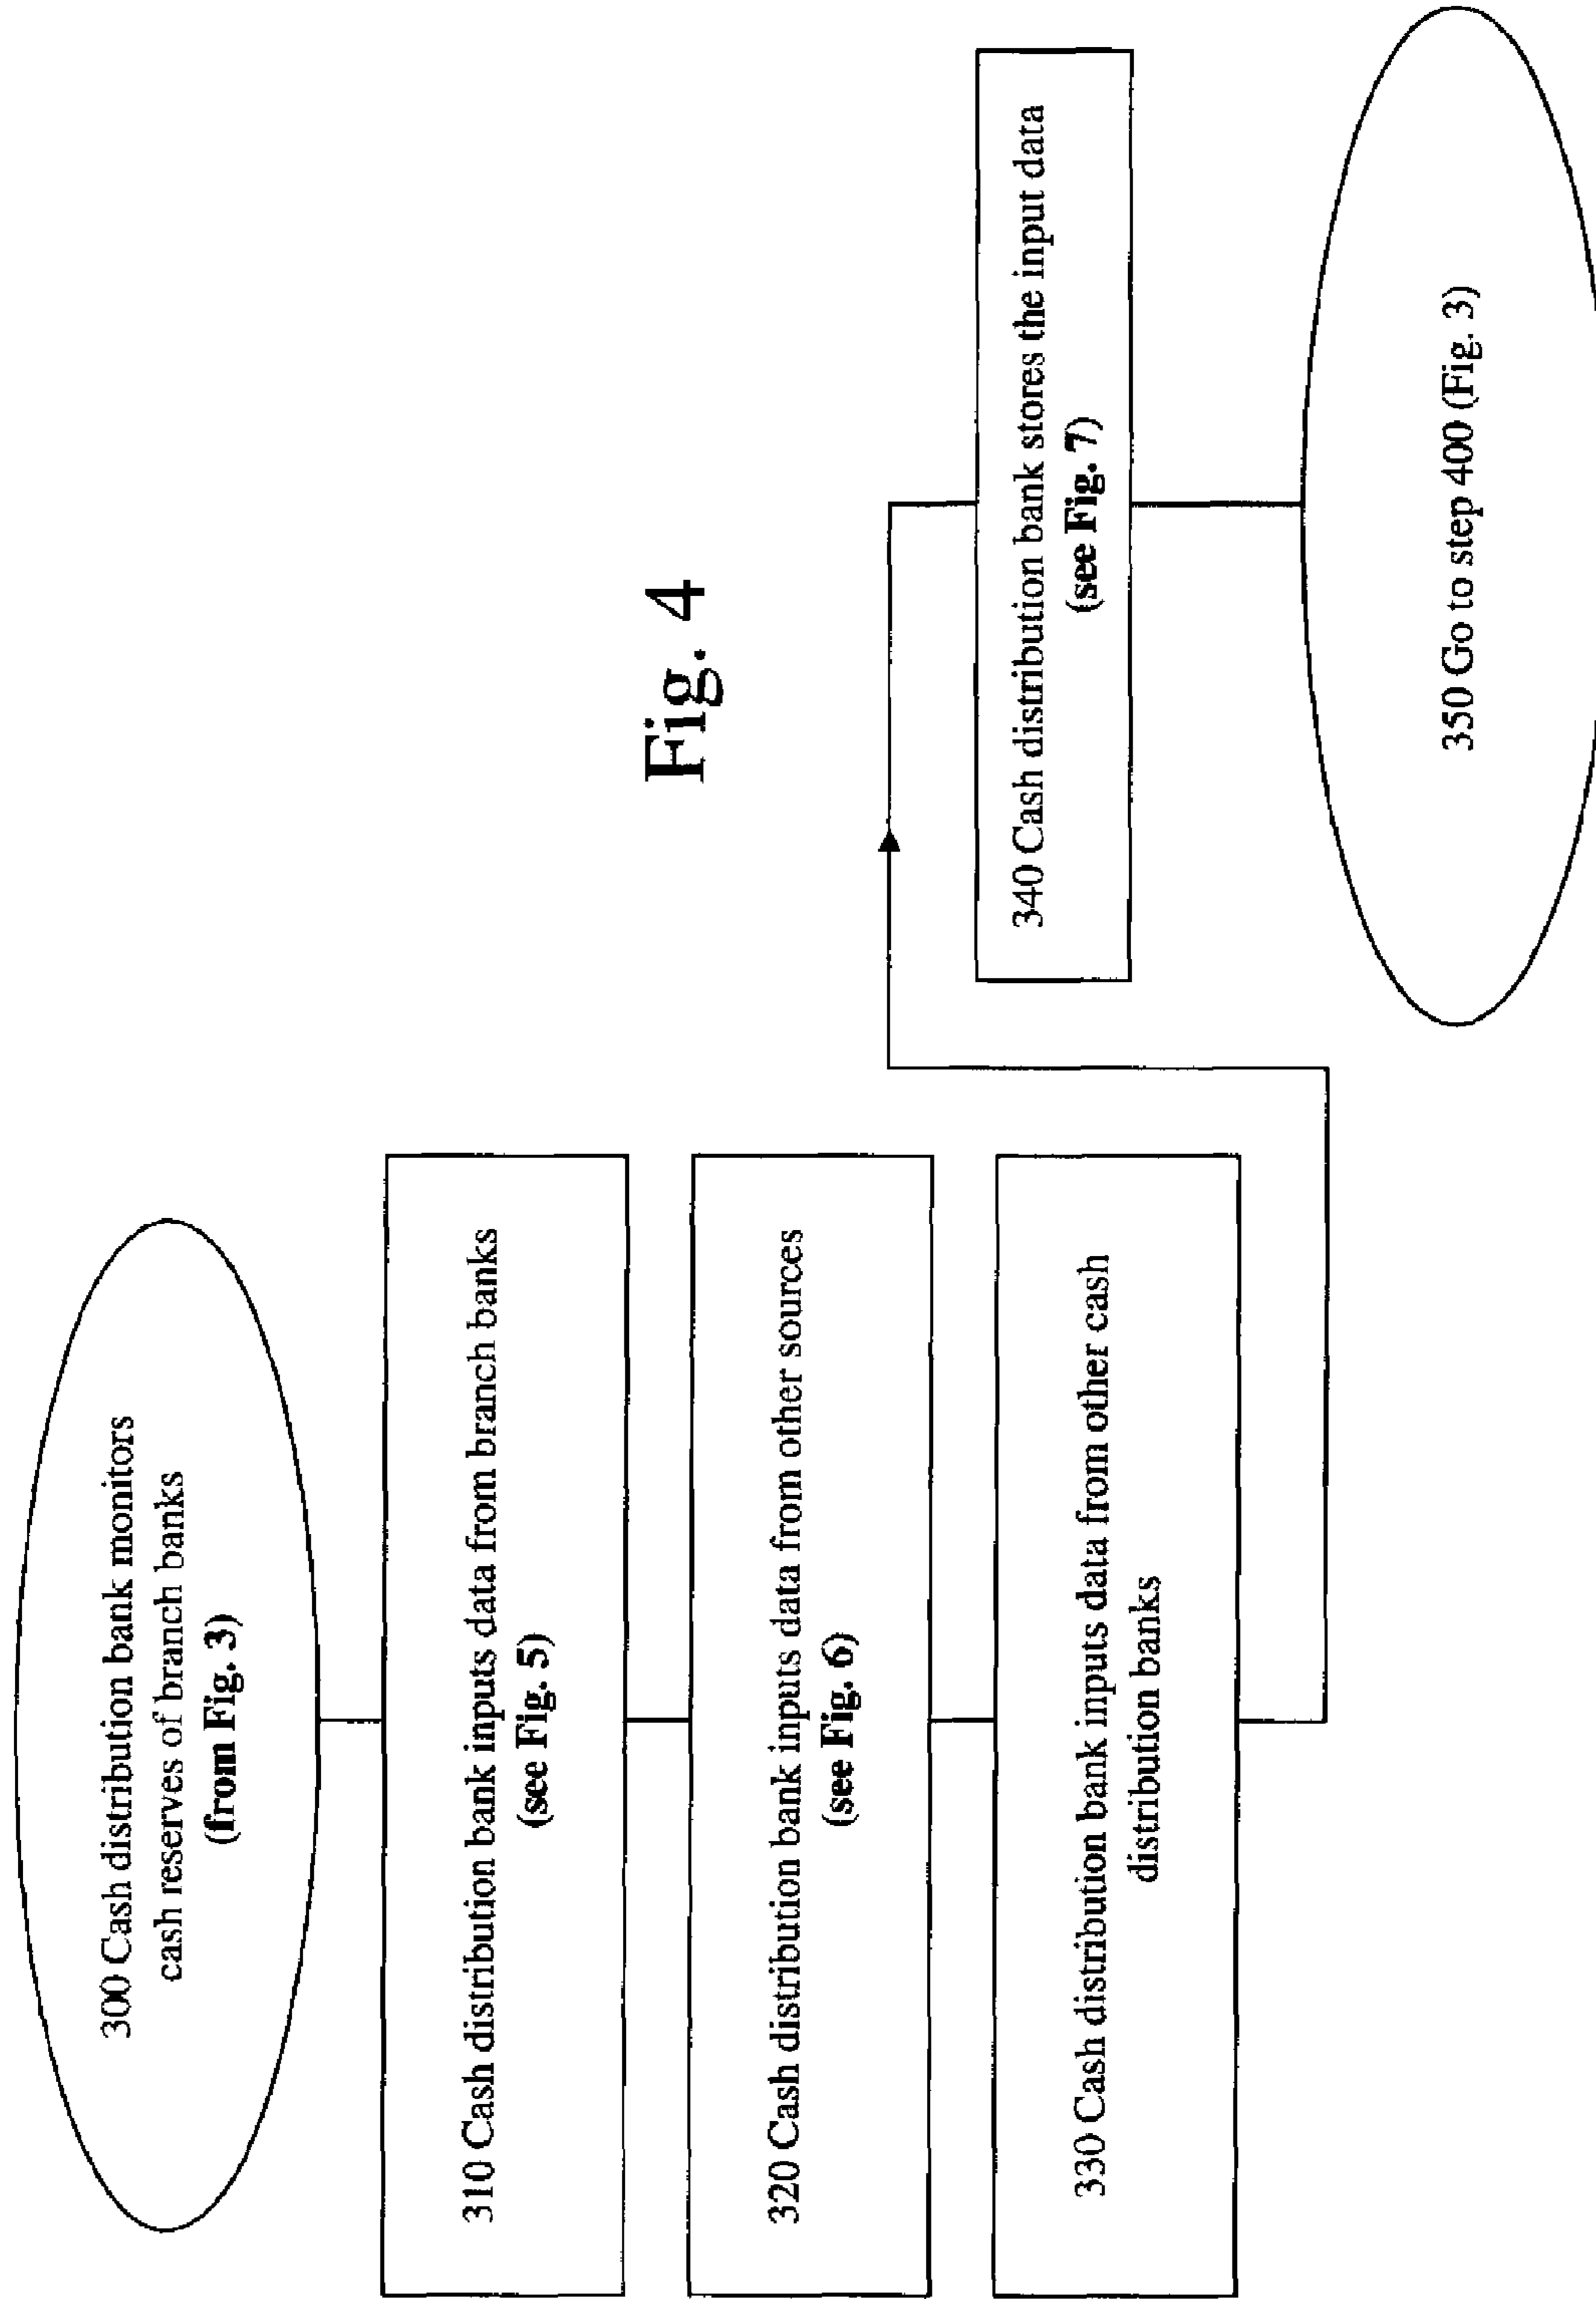 300 Cash distribution bank monitors
cash reserves of branch banks
(from Fig. 3)
310 Cash distribution bank inputs data from branch banks
(see Fig. 5)
320 Cash distribution bank inputs data from other sources
(see Fig. 6)
330 Cash distribution bank inputs data from other cash
distribution banks
Fig. 4
340 Cash distribution bank stores the input data
(see Fig. 7)
350 Go to step 400 (Fig. 3)